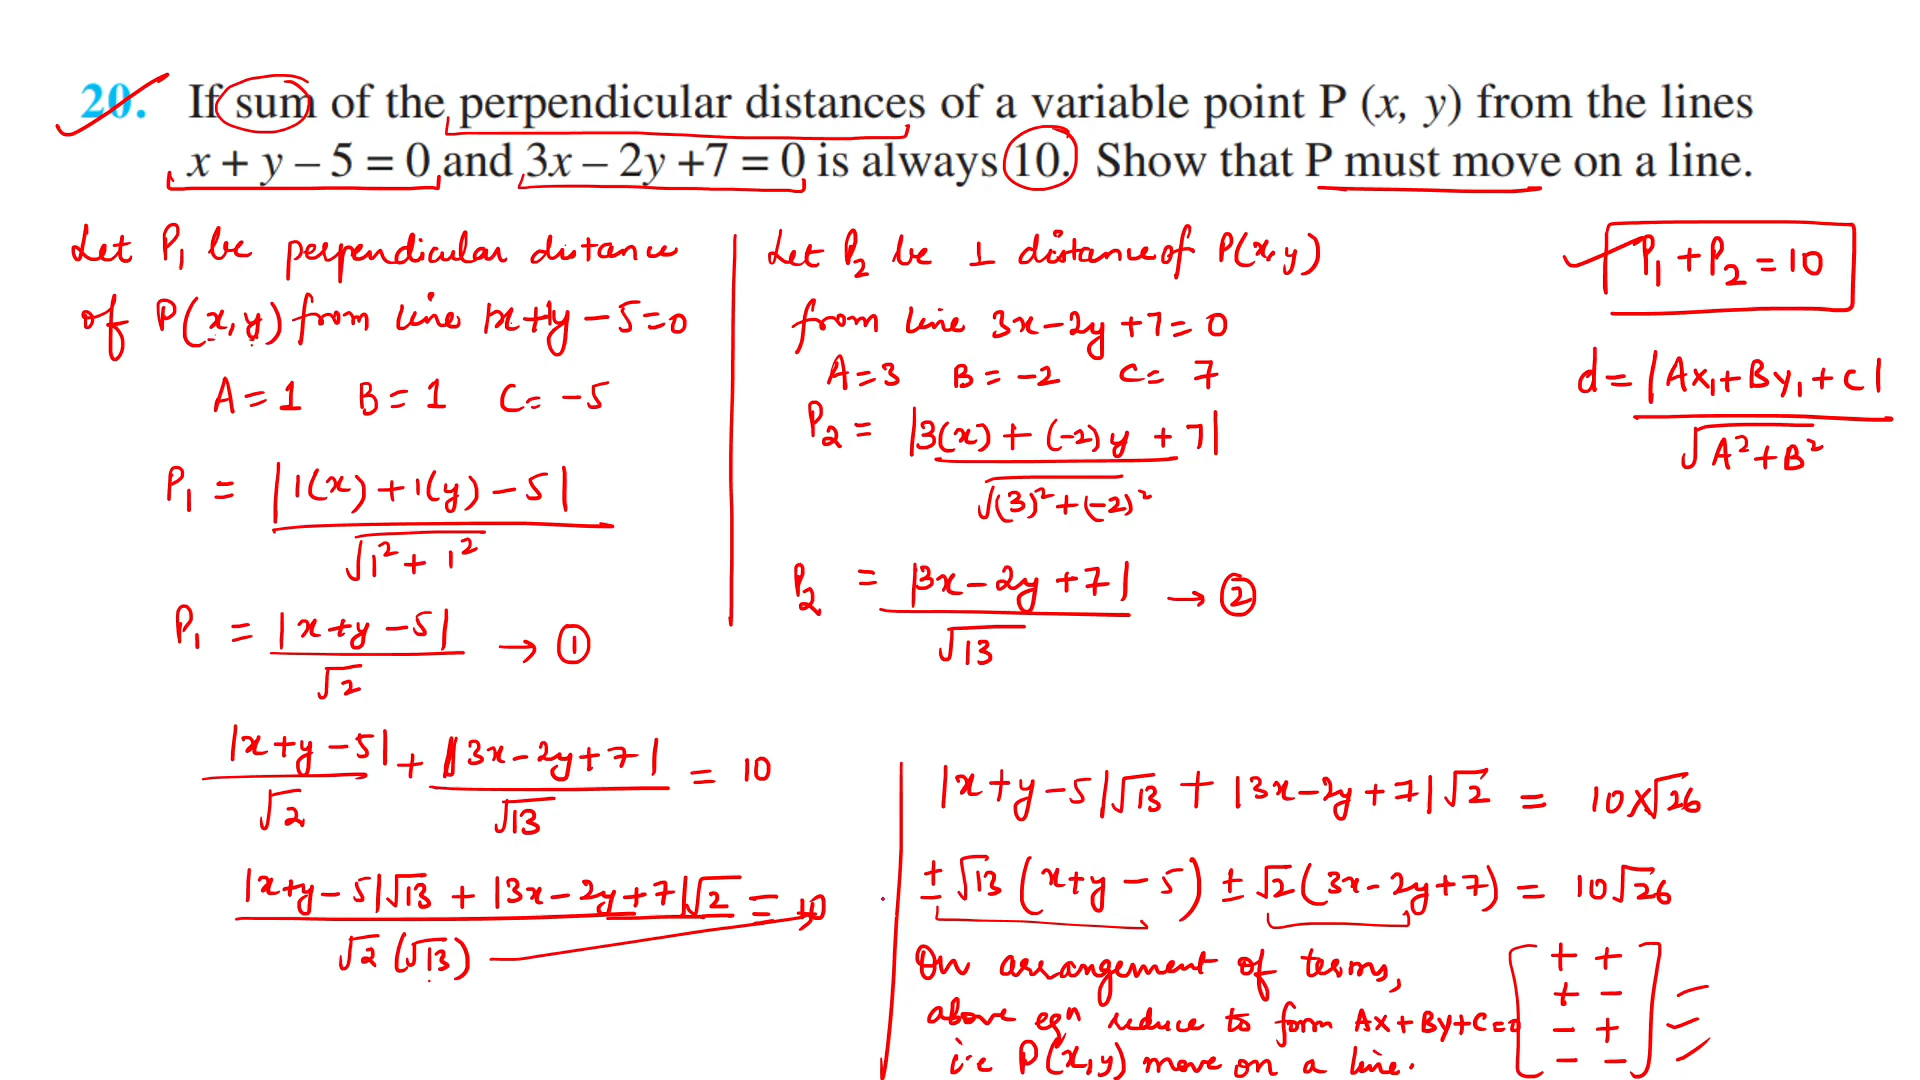 20. If sum of the perpendicular distances of a variable point P (x, y) from the lines
x + y – 5 = 0 and 3x – 2y +7 = 0 is always 10. Show that P must move on a line.
Let P₁ be perpendicular distance
of P(x,y) from line 1x+1y-5=0
A=1 B=1 C=-5
P₁ = |1(x)+1(y)-5|
√1²+1²
P₁ = |x+y-5| → ①
√2
Let P₂ be ⊥ distance of P(x,y)
from line 3x-2y+7=0
A=3 B=-2 C=7
P₂ = |3(x)+(-2)y+7|
√(3)²+(-2)²
P₂ = |3x-2y+7| → ②
√13
P₁+P₂=10
d=|Ax₁+By₁+C|
√A²+B²
|x+y-5| + |3x-2y+7| = 10
√2 √13
|x+y-5|√13 + |3x-2y+7|√2 = 10
√2 (√13)
|x+y-5|√13 + |3x-2y+7|√2 = 10×√26
±√13(x+y-5) ± √2(3x-2y+7) = 10√26
On arrangement of terms,
above eqⁿ reduce to form Ax+By+C=0
i.e P(x,y) move on a line.
+ +
+ -
- +
- -